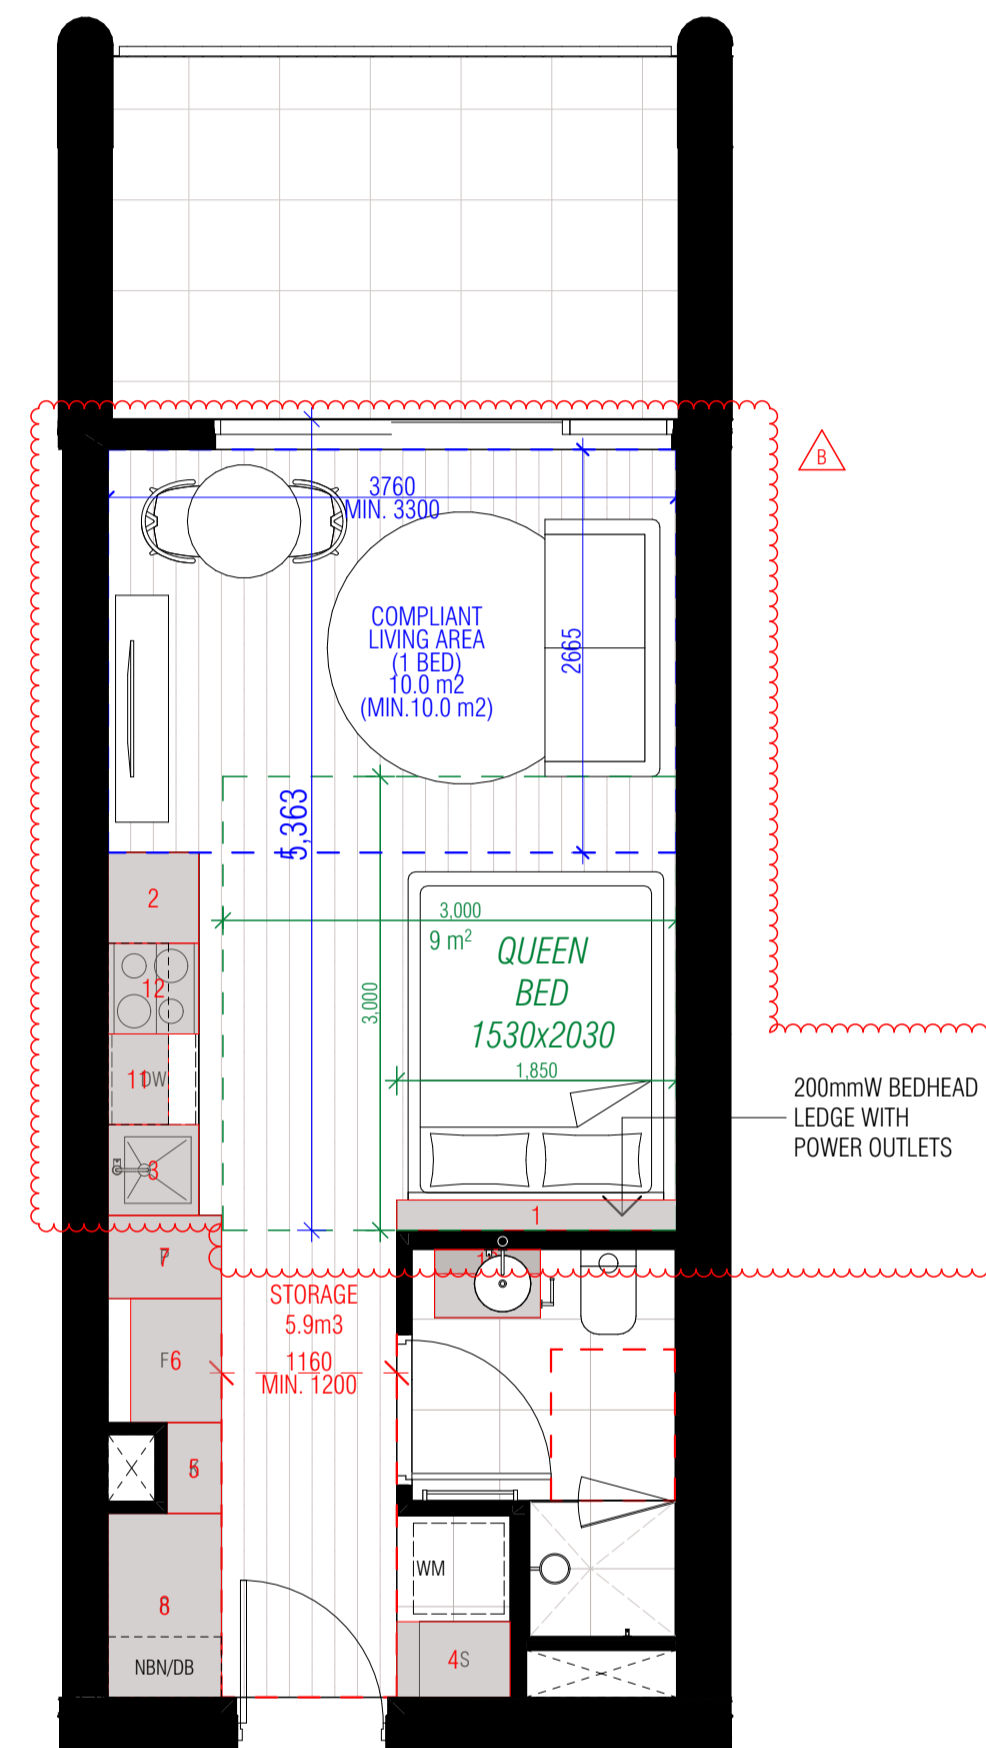 B
3760
MIN. 3300
COMPLIANT
LIVING AREA
(1 BED)
10.0 m2
(MIN.10.0 m2)
2665
5,363
2
3,000
9 m²
QUEEN
BED
1530x2030
12
3,000
1,850
11
DW
200mmW BEDHEAD
LEDGE WITH
POWER OUTLETS
3
1
7
STORAGE
5.9m3
1160
MIN. 1200
F
6
5
WM
8
4
S
NBN/DB